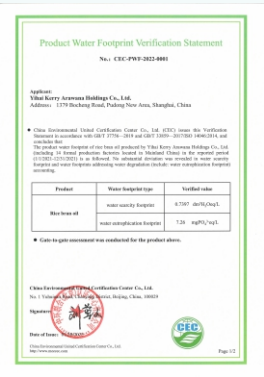 Product Water Footprint Verification Statement
No.: CEC-PWF-2022-0001
Applicant:
Yihai Kerry Arawana Holdings Co., Ltd.
Address: 1379 Bocheng Road, Pudong New Area, Shanghai, China
● China Environmental United Certification Center Co., Ltd. (CEC) issues this Verification
Statement in accordance with GB/T 37756—2019 and GB/T 33859—2017/ISO 14046:2014, and
conclude that:
The product water footprint of rice bran oil produced by Yihai Kerry Arawana Holdings Co., Ltd.
(including 14 formal production factories located in Mainland China) in the reported period
(1/1/2021-12/31/2021) is as followed. No substantial deviation was revealed in water scarcity
footprint and water footprints addressing water degradation (include: water eutrophication footprint)
accounting.
Product Water footprint type Verified value
Rice bran oil
water scarcity footprint 0.7397 dm³H₂Oeq/L
water eutrophication footprint 7.28 mgPO₄³⁻eq/L
● Gate-to-gate assessment was conducted for the product above.
China Environmental United Certification Center Co., Ltd.
Beijing, China, 100029
Signature:
Date of Issue:
China Environmental United Certification Center Co., Ltd.
CEC
Page 1/2